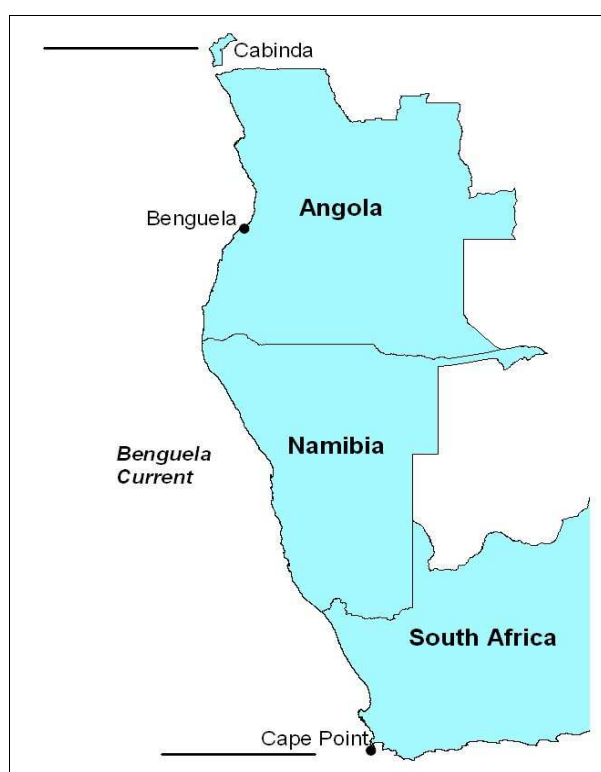 Cabinda
Angola
Benguela
Namibia
Benguela
Current
South Africa
Cape Point